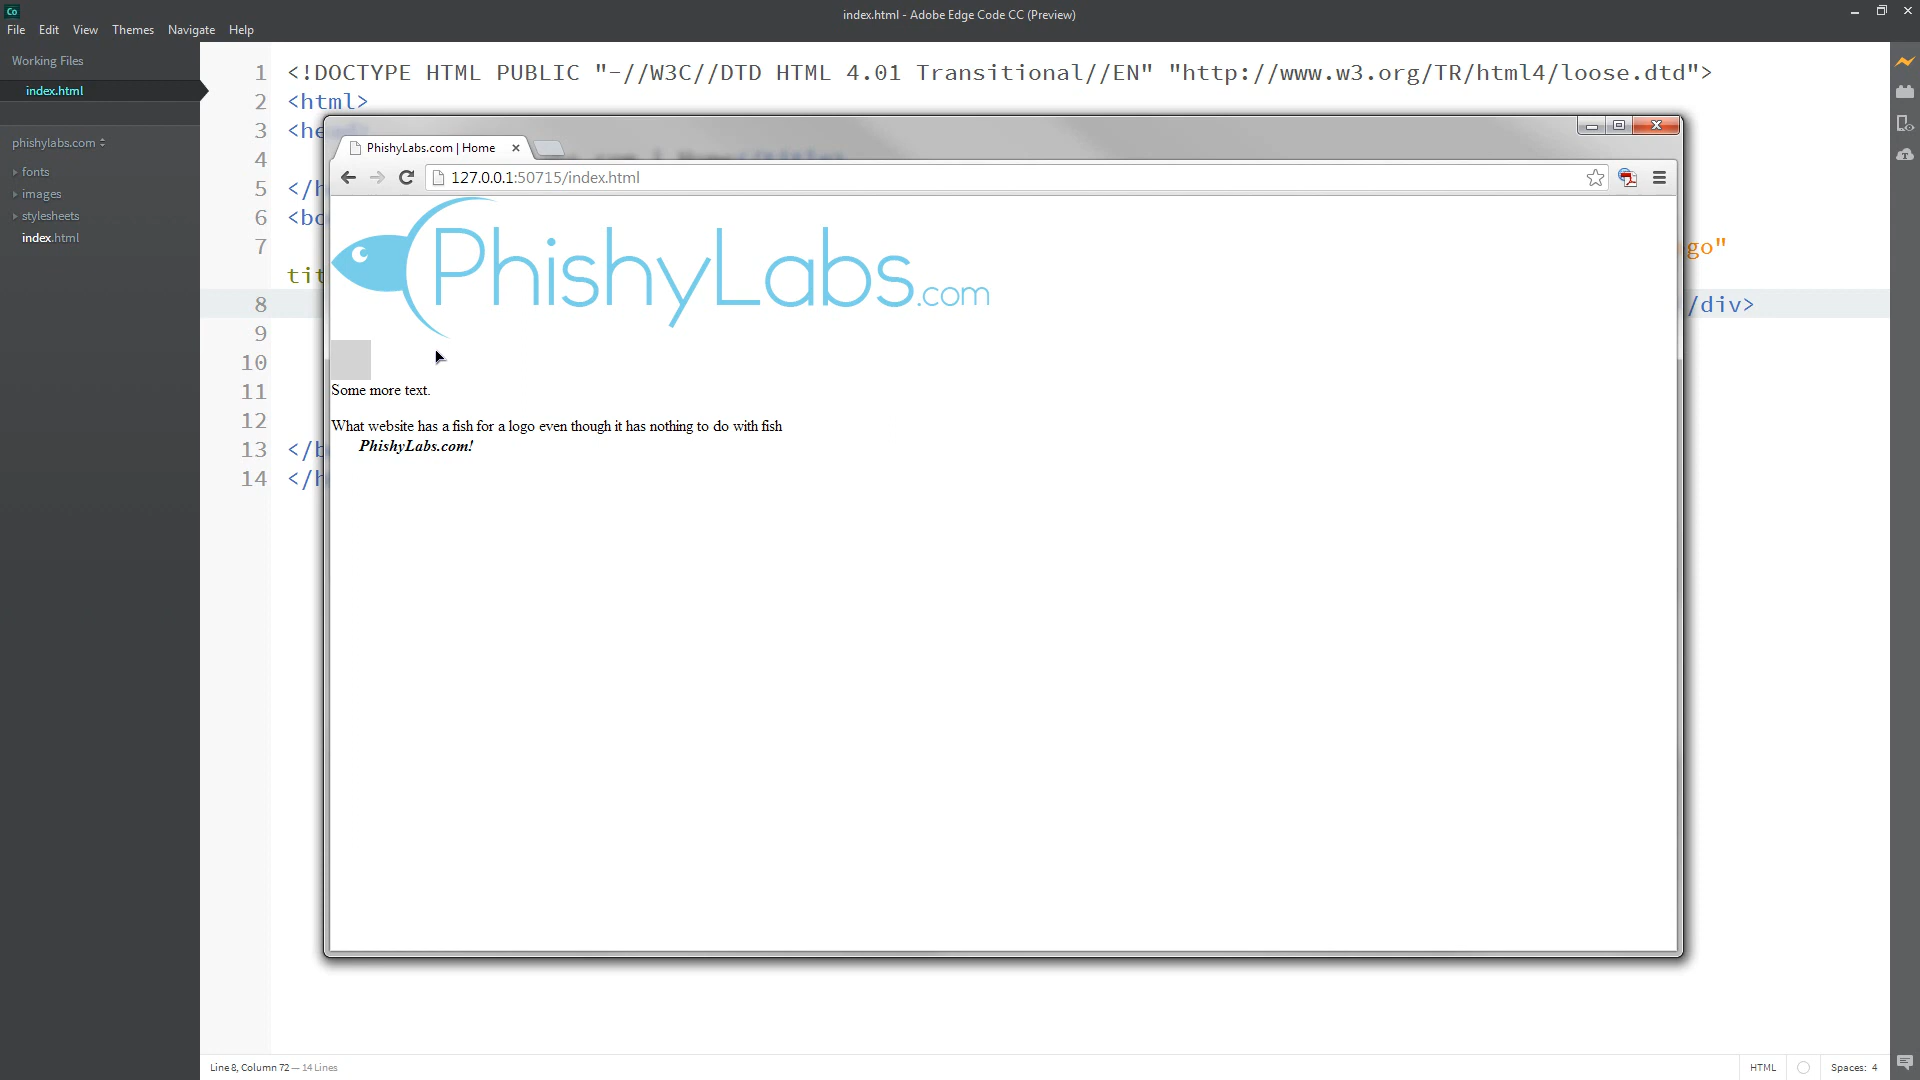 Co
index.html - Adobe Edge Code CC (Preview)
File Edit View Themes Navigate Help
Working Files
index.html
phishylabs.com
fonts
images
stylesheets
index.html
1 <!DOCTYPE HTML PUBLIC "-//W3C//DTD HTML 4.01 Transitional//EN" "http://www.w3.org/TR/html4/loose.dtd">
2 <html>
3 <he
4
5 </h
6 <bo
7 go"
tit
8 /div>
9
10
11
12
13 </b
14 </h
PhishyLabs.com | Home
127.0.0.1:50715/index.html
PhishyLabs.com
Some more text.
What website has a fish for a logo even though it has nothing to do with fish
PhishyLabs.com!
Line 8, Column 72 — 14 Lines
HTML
Spaces: 4